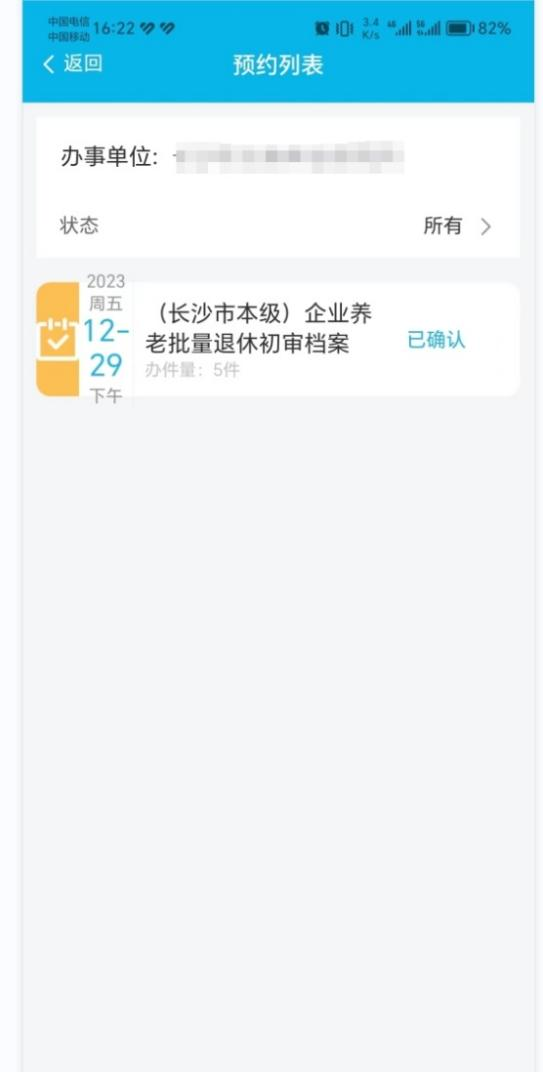 中国电信
中国移动
16:22
3.4
K/s
82%
返回
预约列表
办事单位:
状态
所有
2023
周五
12-
29
下午
（长沙市本级）企业养
老批量退休初审档案
办件量：5件
已确认